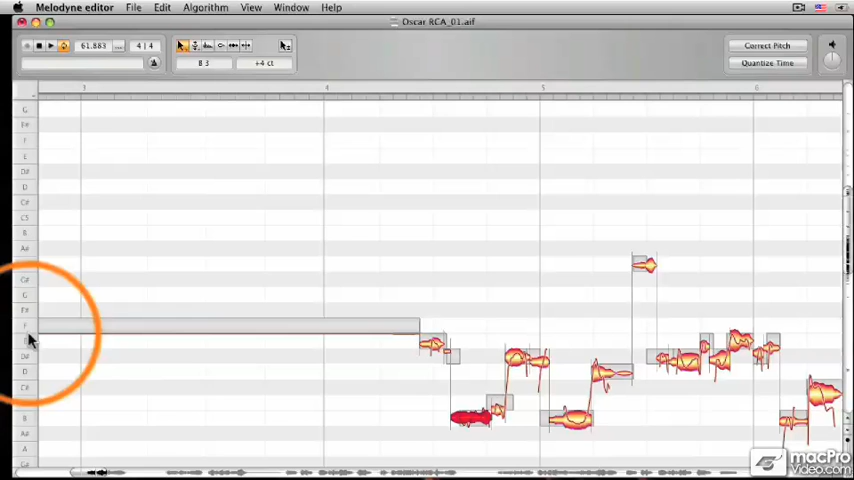 Melodyne editor File Edit Algorithm View Window Help
Oscar RCA_01.aif
61.883 ... 4 | 4
B 3 +4 ct
Correct Pitch
Quantize Time
3 4 5 6
G
F#
F
E
D#
D
C#
C5
B
A#
G#
G
F#
F
D#
D
C#
B
A#
A
G#
macPro
Video.com